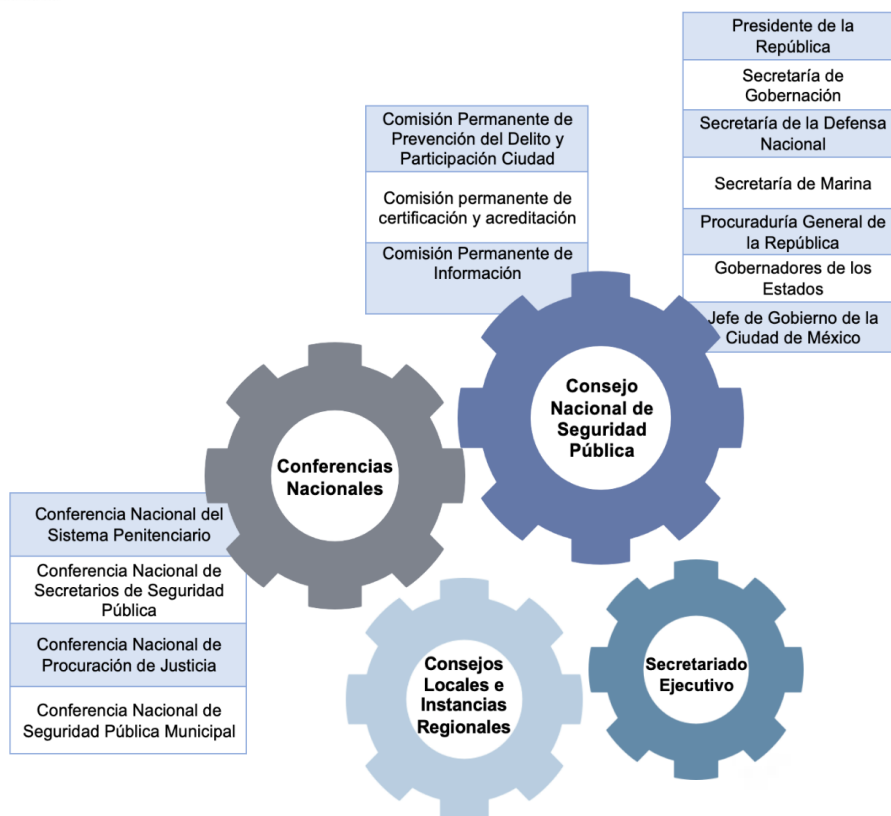 Presidente de la
República
Secretaría de
Gobernación
Secretaría de la Defensa
Nacional
Secretaría de Marina
Procuraduría General de
la República
Gobernadores de los
Estados
Jefe de Gobierno de la
Ciudad de México
Comisión Permanente de
Prevención del Delito y
Participación Ciudad
Comisión permanente de
certificación y acreditación
Comisión Permanente de
Información
Consejo
Nacional de
Seguridad
Pública
Conferencias
Nacionales
Conferencia Nacional del
Sistema Penitenciario
Conferencia Nacional de
Secretarios de Seguridad
Pública
Conferencia Nacional de
Procuración de Justicia
Conferencia Nacional de
Seguridad Pública Municipal
Consejos
Locales e
Instancias
Regionales
Secretariado
Ejecutivo